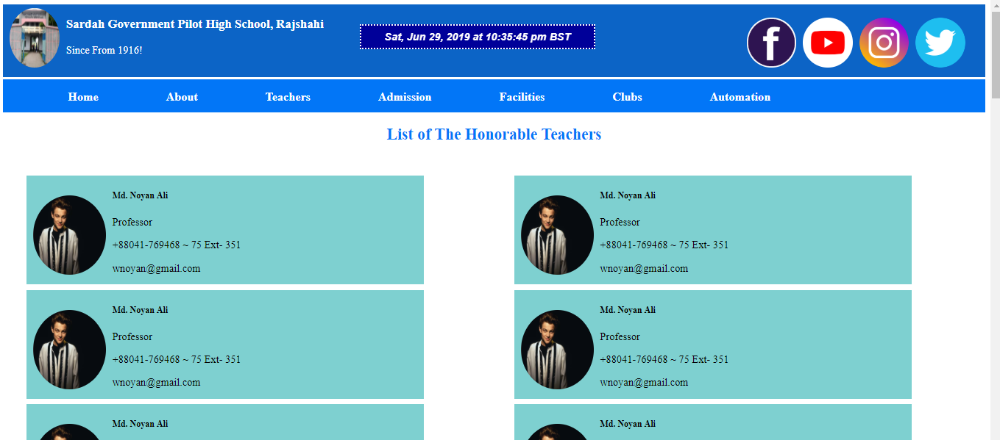 Sardah Government Pilot High School, Rajshahi
Since From 1916!
Sat, Jun 29, 2019 at 10:35:45 pm BST
Home About Teachers Admission Facilities Clubs Automation
List of The Honorable Teachers
Md. Noyan Ali
Professor
+88041-769468 ~ 75 Ext- 351
wnoyan@gmail.com
Md. Noyan Ali
Professor
+88041-769468 ~ 75 Ext- 351
wnoyan@gmail.com
Md. Noyan Ali
Professor
+88041-769468 ~ 75 Ext- 351
wnoyan@gmail.com
Md. Noyan Ali
Professor
+88041-769468 ~ 75 Ext- 351
wnoyan@gmail.com
Md. Noyan Ali
Md. Noyan Ali